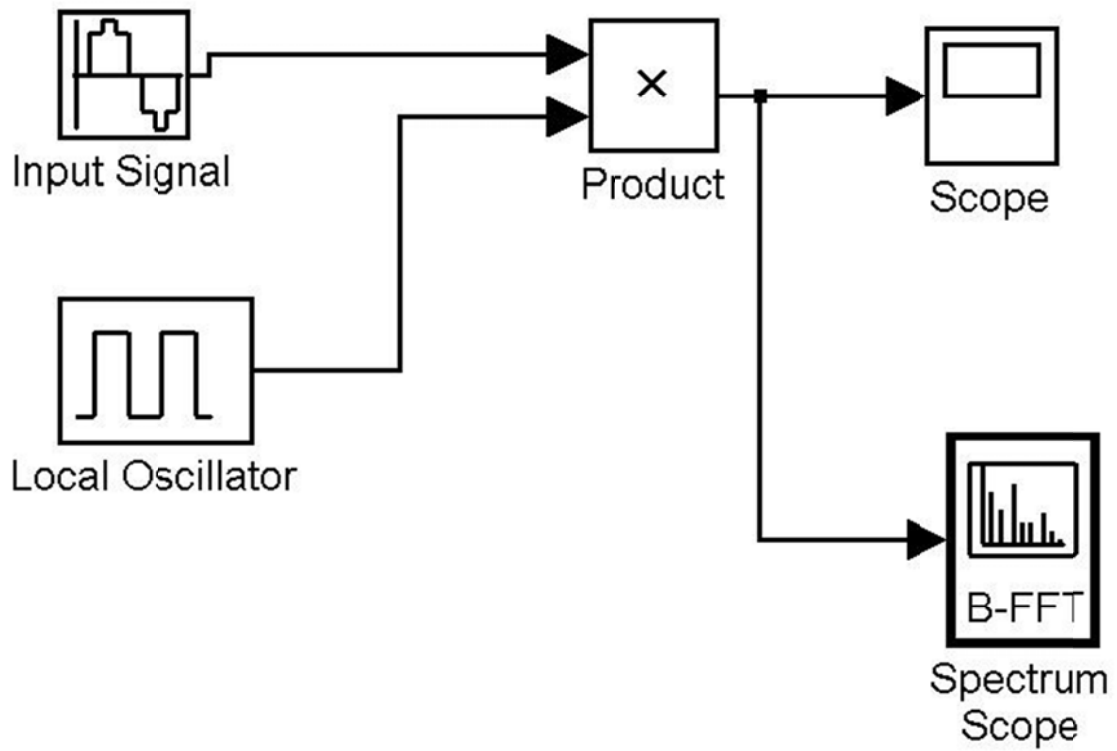 ×
Input Signal
Product
Scope
Local Oscillator
B-FFT
Spectrum
Scope